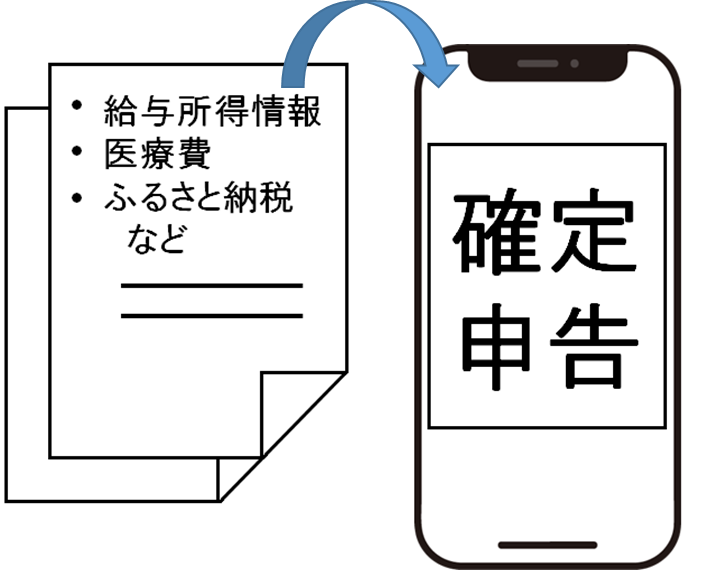 • 給与所得情報
• 医療費
• ふるさと納税
など
確定
申告